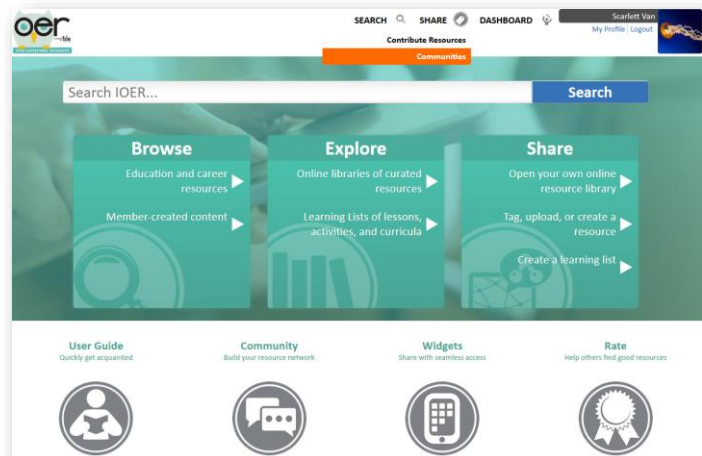 oer
SEARCH SHARE DASHBOARD
Scarlett Van
My Profile | Logout
Contribute Resources
Communities
Search IOER...
Search
Browse
Education and career
resources
Member-created content
Explore
Online libraries of curated
resources
Learning Lists of lessons,
activities, and curricula
Share
Open your own online
resource library
Tag, upload, or create a
resource
Create a learning list
User Guide
Quickly get acquainted
Community
Build your resource network
Widgets
Share with seamless access
Rate
Help others find good resources